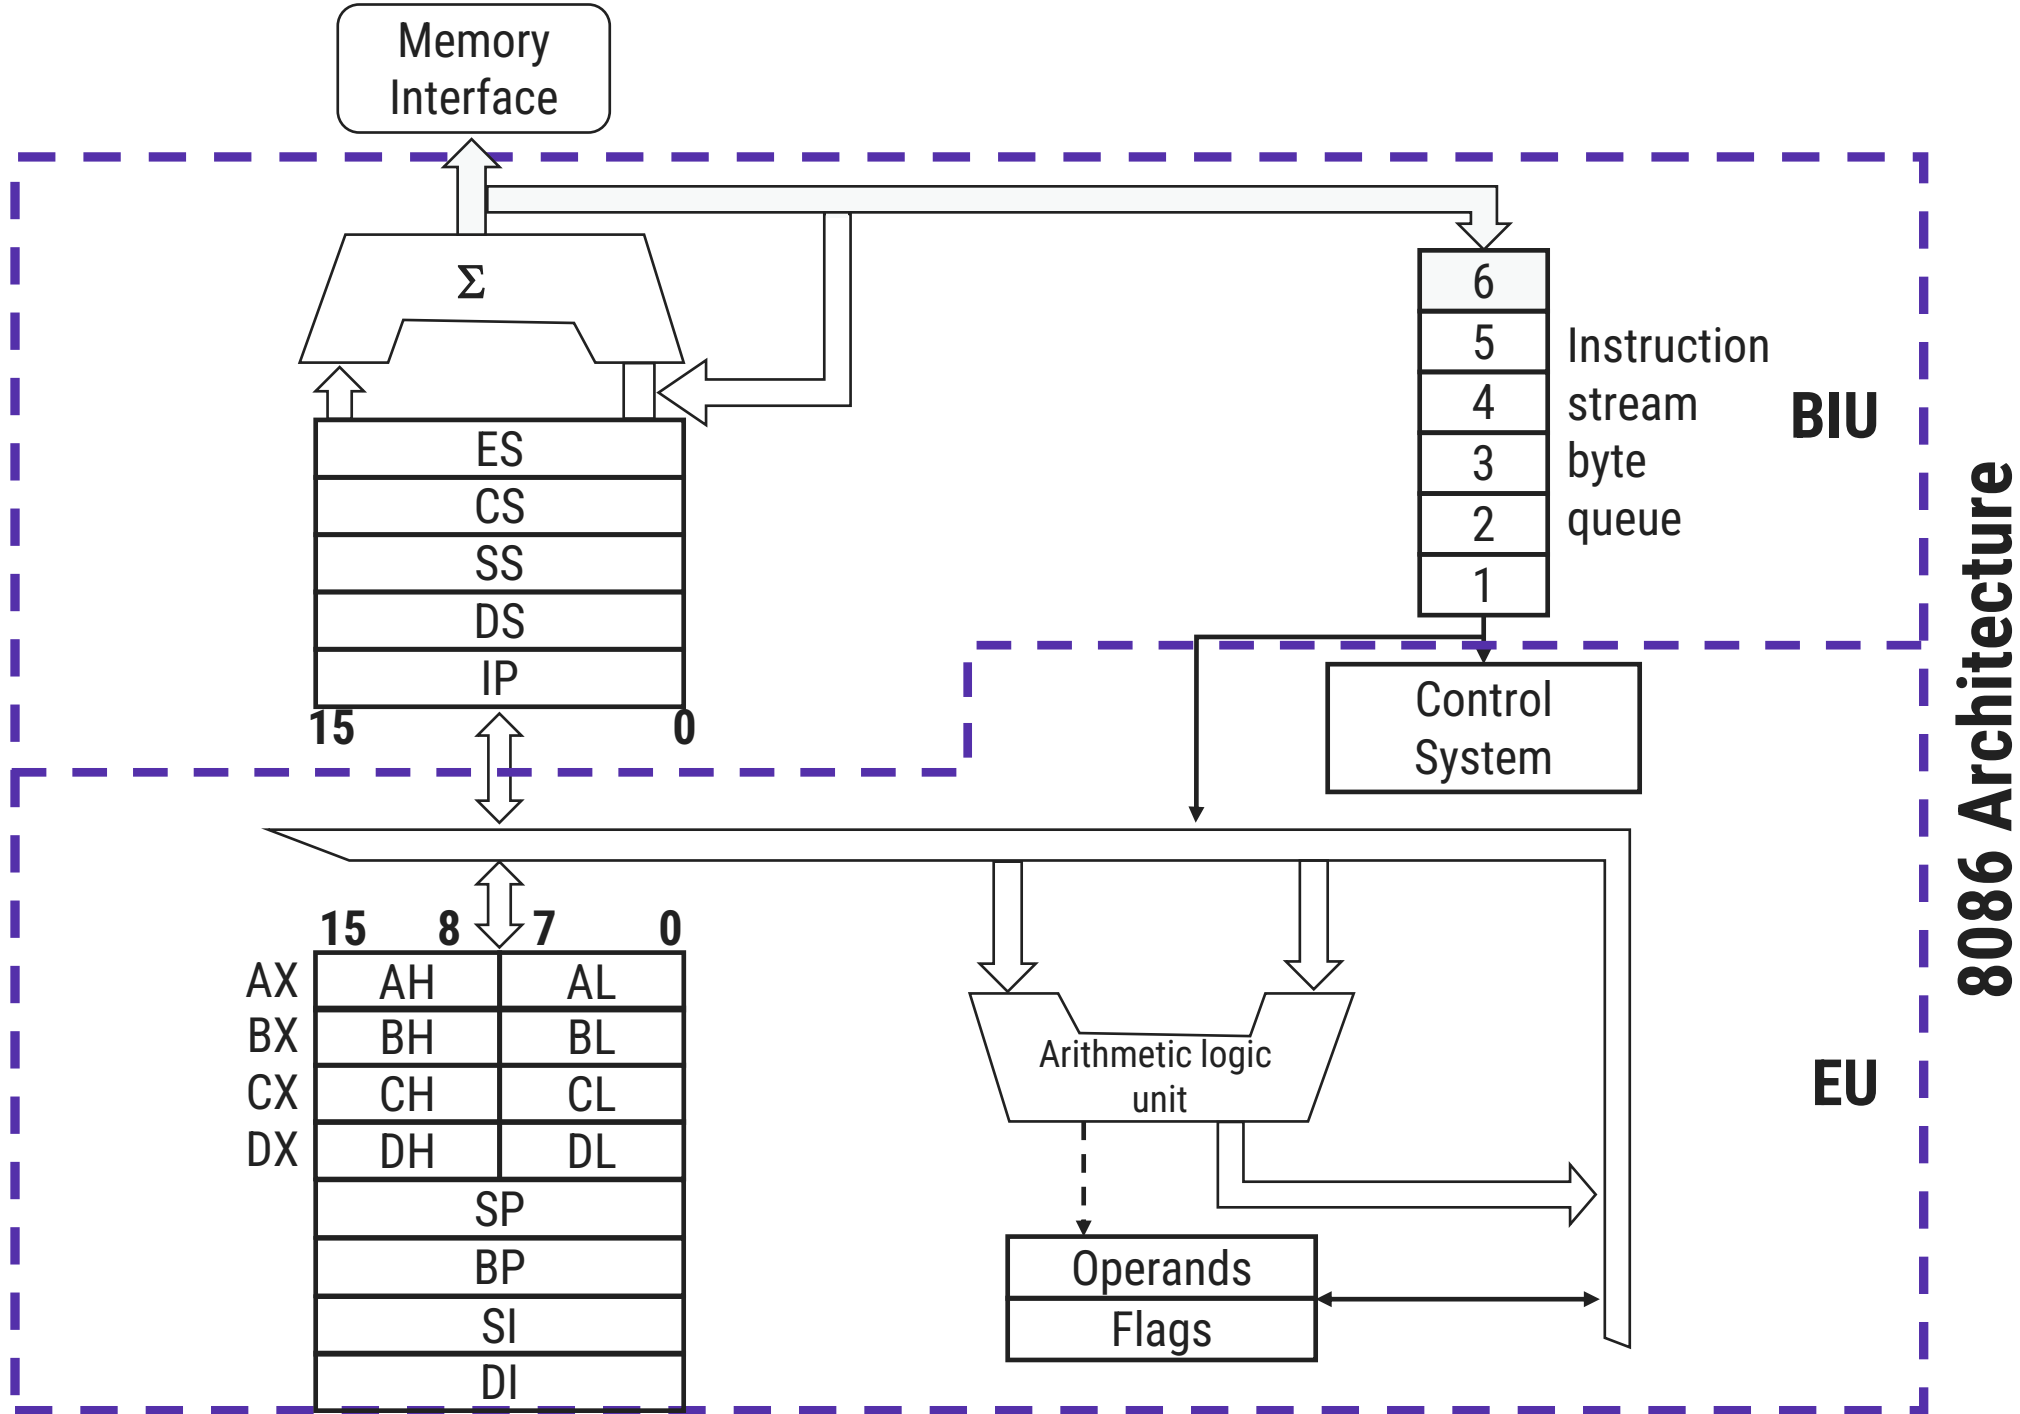 Memory
Interface
Σ
6
5
4
3
2
1
Instruction
stream
byte
queue
BIU
ES
CS
SS
DS
IP
15 0
Control
System
8086 Architecture
15 8 7 0
AX AH AL
BX BH BL
CX CH CL
DX DH DL
SP
BP
SI
DI
Arithmetic logic
unit
EU
Operands
Flags